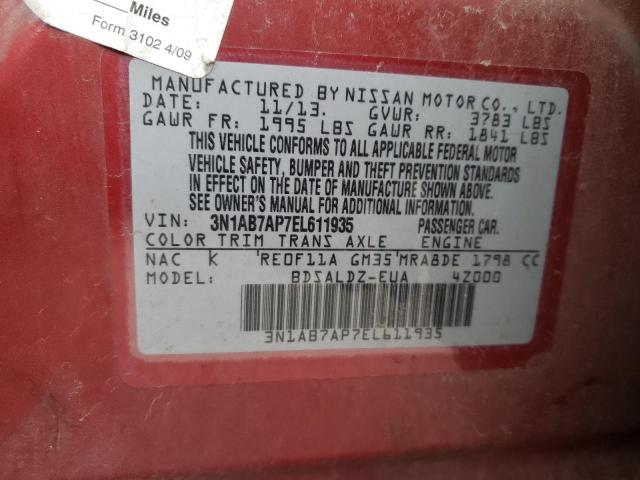 Miles
Form 3102 4/09
MANUFACTURED BY NISSAN MOTOR CO., LTD.
DATE: 11/13. GVWR: 3783 LBS
GAWR FR: 1995 LBS GAWR RR: 1841 LBS
THIS VEHICLE CONFORMS TO ALL APPLICABLE FEDERAL MOTOR
VEHICLE SAFETY, BUMPER AND THEFT PREVENTION STANDARDS
IN EFFECT ON THE DATE OF MANUFACTURE SHOWN ABOVE.
SEE OWNER'S MANUAL FOR ADDITIONAL INFORMATION.
VIN: 3N1AB7AP7EL611935 PASSENGER CAR.
COLOR TRIM TRANS AXLE ENGINE
NAC K RE0F11A GM35 MRA8DE 1798 CC
MODEL: BDSALDZ-EUA 4Z000
3N1AB7AP7EL611935